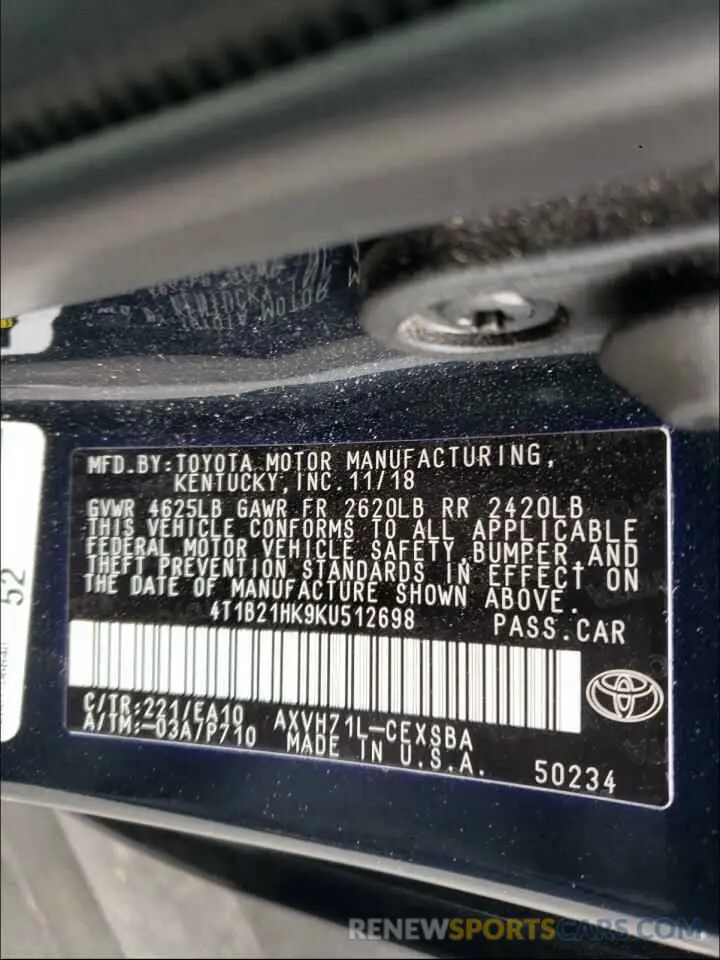 KENTUCKY
TOYOTA MOTOR
52
MFD.BY:TOYOTA MOTOR MANUFACTURING,
KENTUCKY,INC.11/18
GVWR 4625LB GAWR FR 2620LB RR 2420LB
THIS VEHICLE CONFORMS TO ALL APPLICABLE
FEDERAL MOTOR VEHICLE SAFETY,BUMPER,AND
THEFT PREVENTION STANDARDS IN EFFECT ON
THE DATE OF MANUFACTURE SHOWN ABOVE.
4T1B21HK9KU512698 PASS.CAR
C/TR:221/EA10 AXVH71L-CEXSBA
A/TM:-03A/P710 MADE IN U.S.A.
50234
RENEWSPORTSCARS.COM